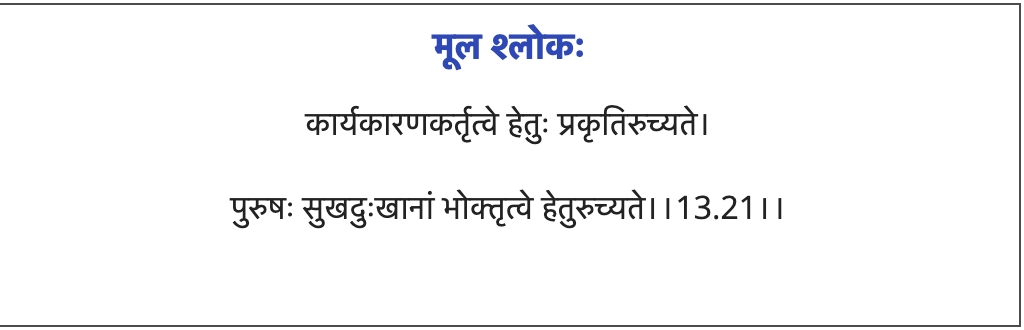 मूल श्लोकः
कार्यकारणकर्तृत्वे हेतुः प्रकृतिरुच्यते।
पुरुषः सुखदुःखानां भोक्तृत्वे हेतुरुच्यते।।13.21।।